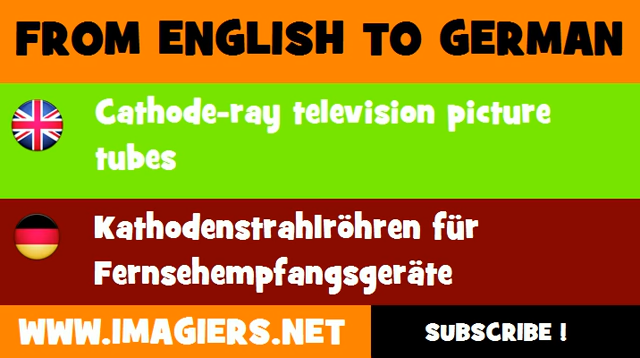 FROM ENGLISH TO GERMAN
Cathode-ray television picture
tubes
Kathodenstrahlröhren für
Fernsehempfangsgeräte
WWW.IMAGIERS.NET
SUBSCRIBE !